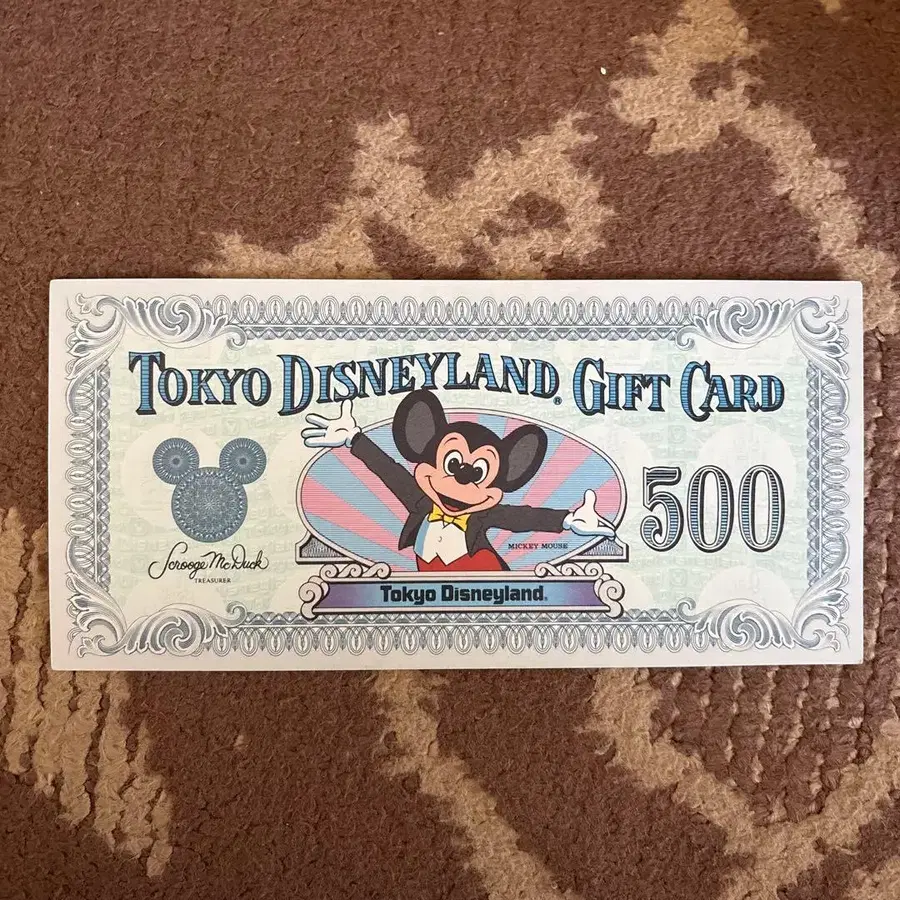 TOKYO DISNEYLAND® GIFT CARD
500
MICKEY MOUSE
Scrooge McDuck
TREASURER
Tokyo Disneyland®